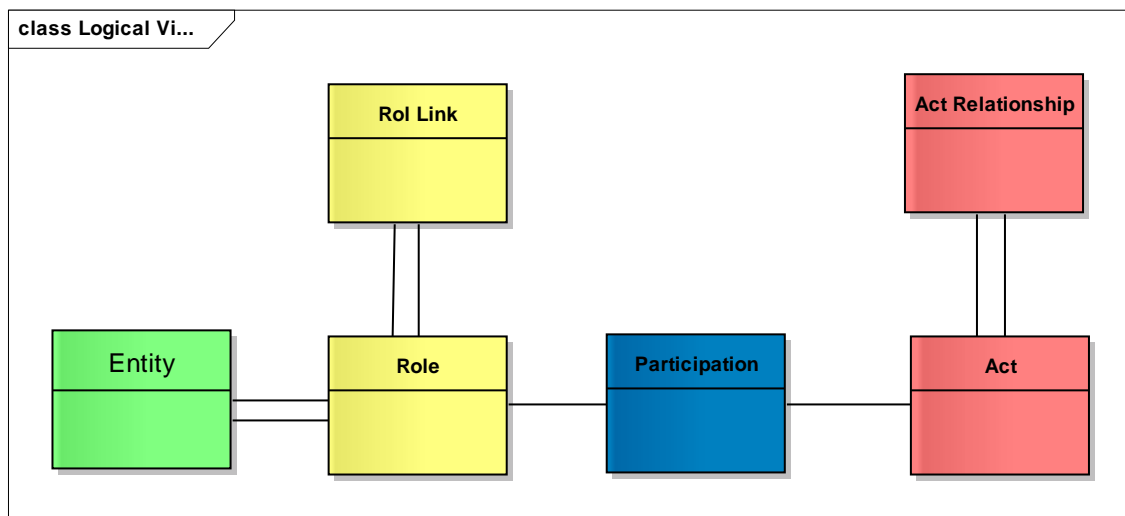 class Logical Vi...
Rol Link
Act Relationship
Entity
Role
Participation
Act